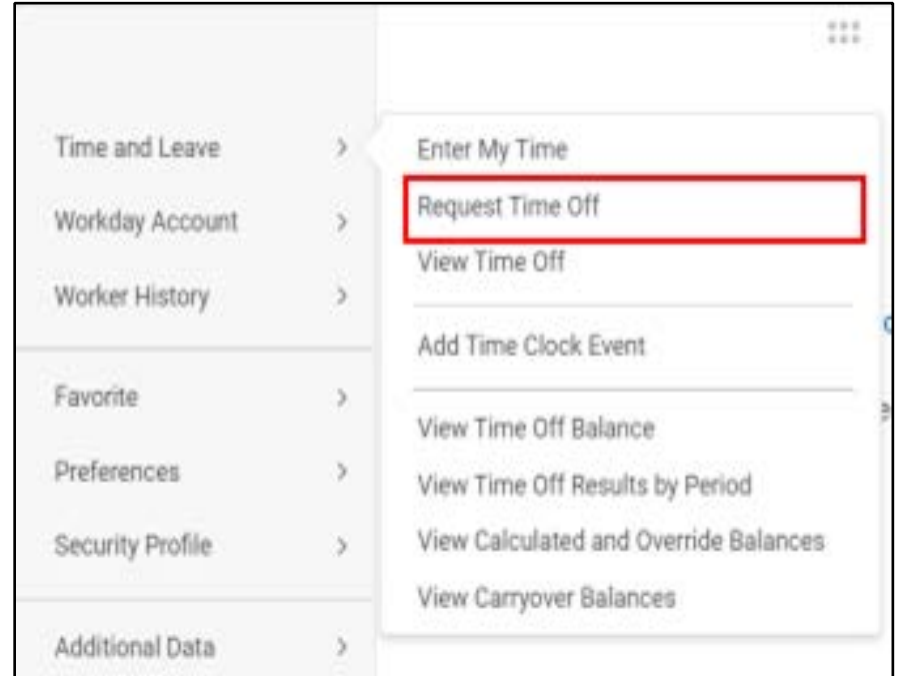 Time and Leave
Workday Account
Worker History
Favorite
Preferences
Security Profile
Additional Data
Enter My Time
Request Time Off
View Time Off
Add Time Clock Event
View Time Off Balance
View Time Off Results by Period
View Calculated and Override Balances
View Carryover Balances